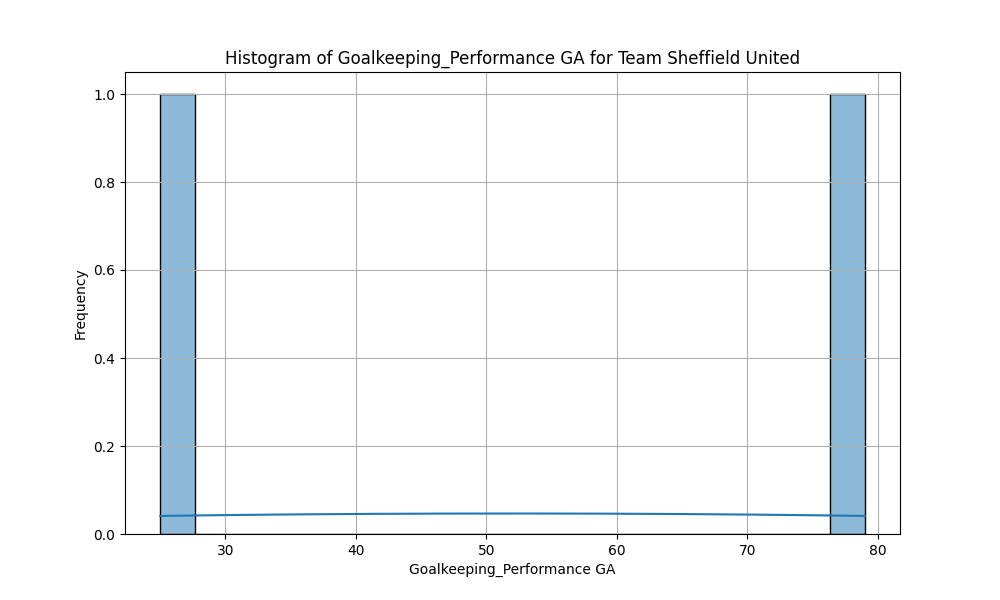 Histogram of Goalkeeping_Performance GA for Team Sheffield United
1.0
0.8
0.6
0.4
0.2
0.0
Frequency
30 40 50 60 70 80
Goalkeeping_Performance GA